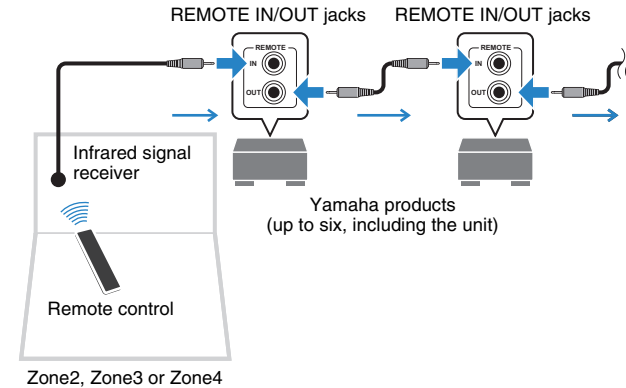 REMOTE IN/OUT jacks
REMOTE IN/OUT jacks
REMOTE
IN
OUT
REMOTE
IN
OUT
Infrared signal
receiver
Yamaha products
(up to six, including the unit)
Remote control
Zone2, Zone3 or Zone4